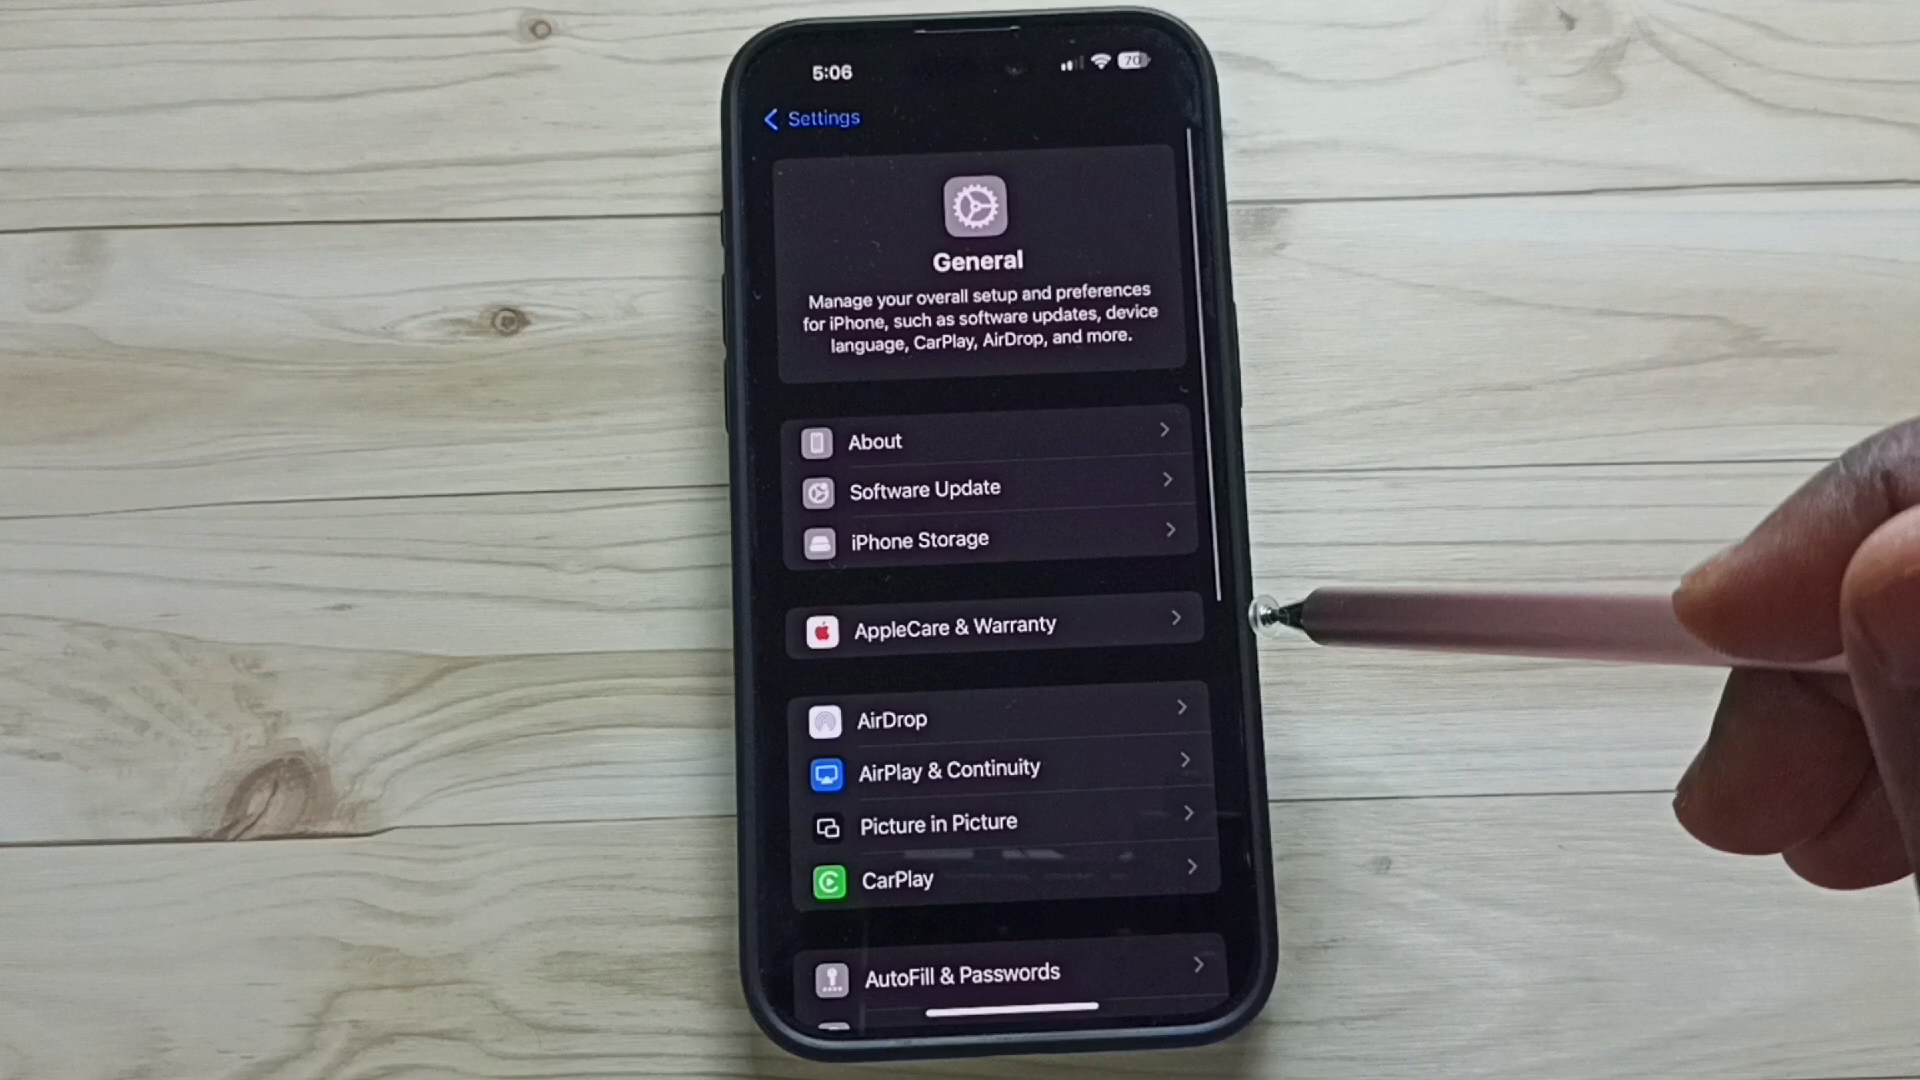 5:06
70
Settings
General
Manage your overall setup and preferences
for iPhone, such as software updates, device
language, CarPlay, AirDrop, and more.
About
Software Update
iPhone Storage
AppleCare & Warranty
AirDrop
AirPlay & Continuity
Picture in Picture
CarPlay
AutoFill & Passwords